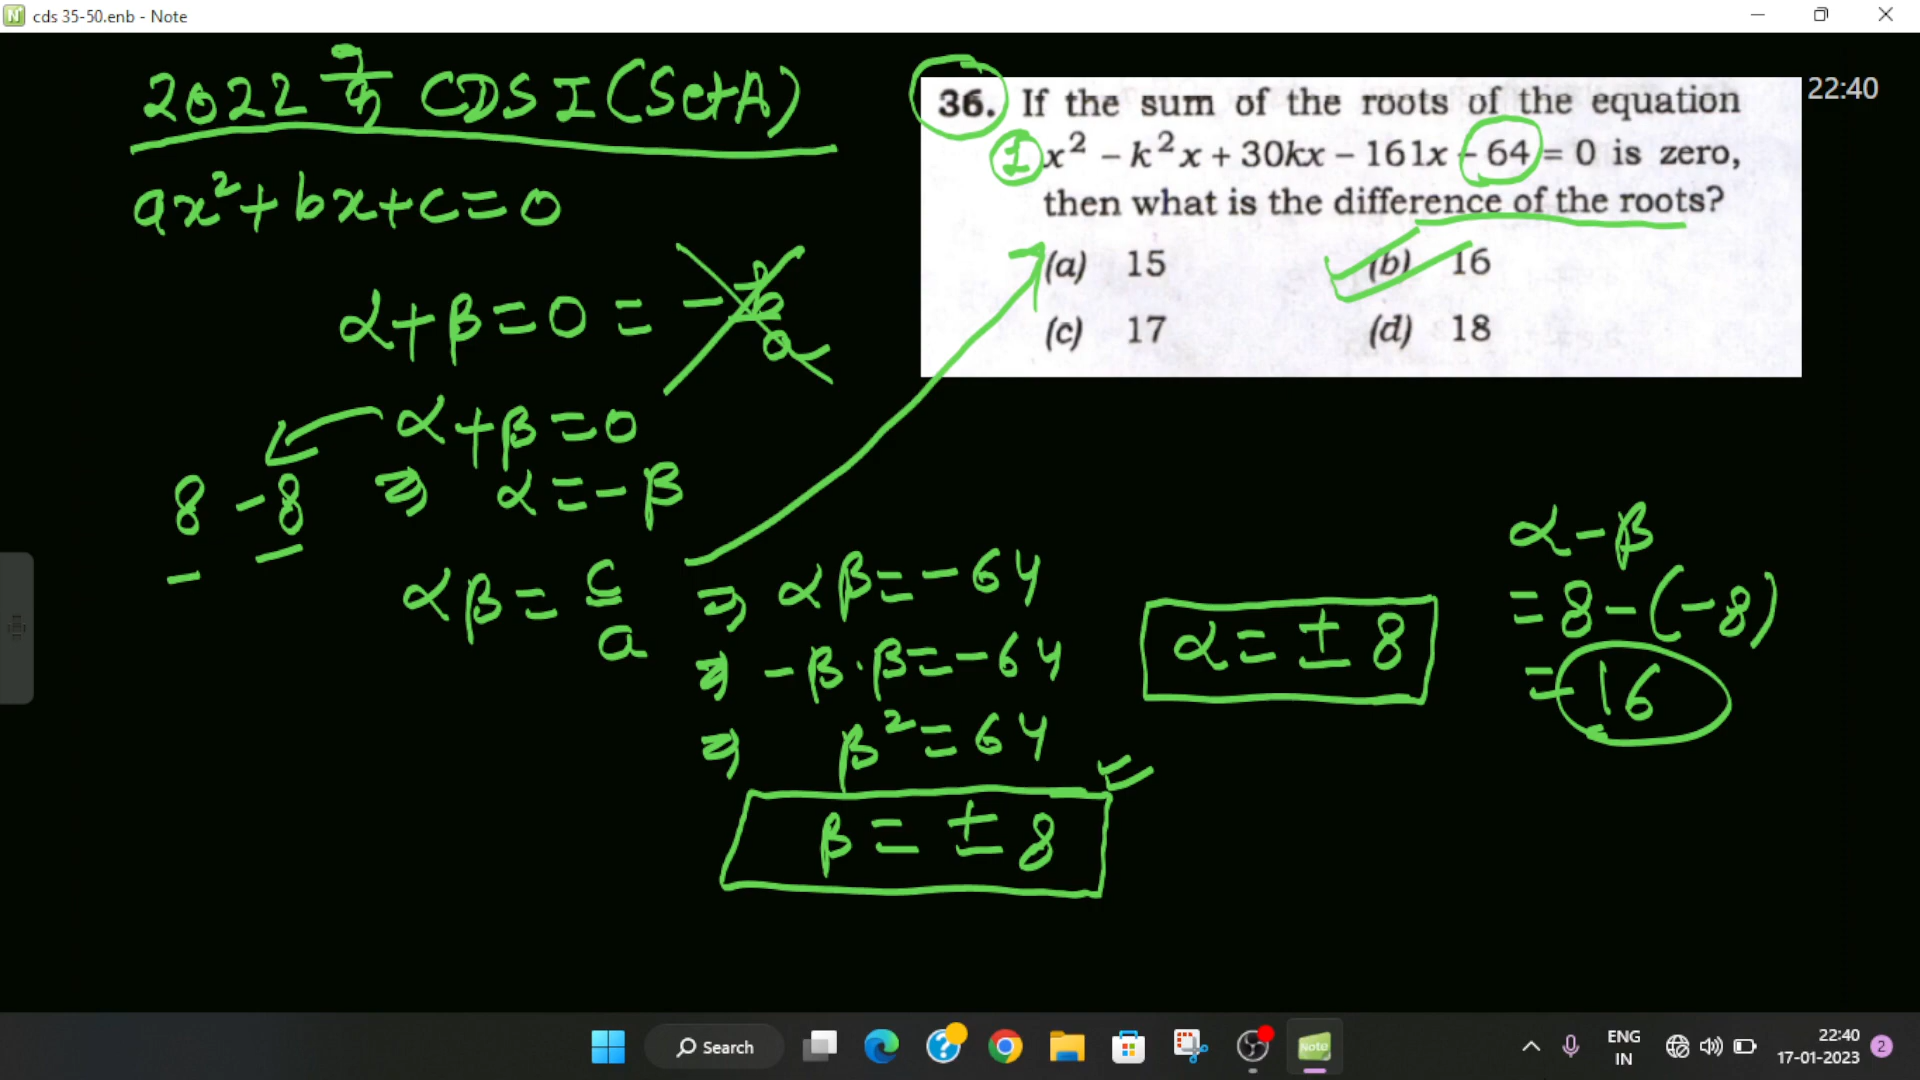 cds 35-50.enb - Note
2022 CDS I (Set A)
ax²+bx+c=0
α+β=0=-b/a
α+β=0
8 -8 ⇒ α=-β
αβ=c/a ⇒ αβ=-64
⇒ -β·β=-64
⇒ β²=64
β=±8
α=±8
α-β
=8-(-8)
=16
36. If the sum of the roots of the equation
1 x² – k²x + 30kx – 161x – 64 = 0 is zero,
then what is the difference of the roots?
(a) 15 (b) 16
(c) 17 (d) 18
22:40
Search
Note
ENG
IN
22:40
17-01-2023
2